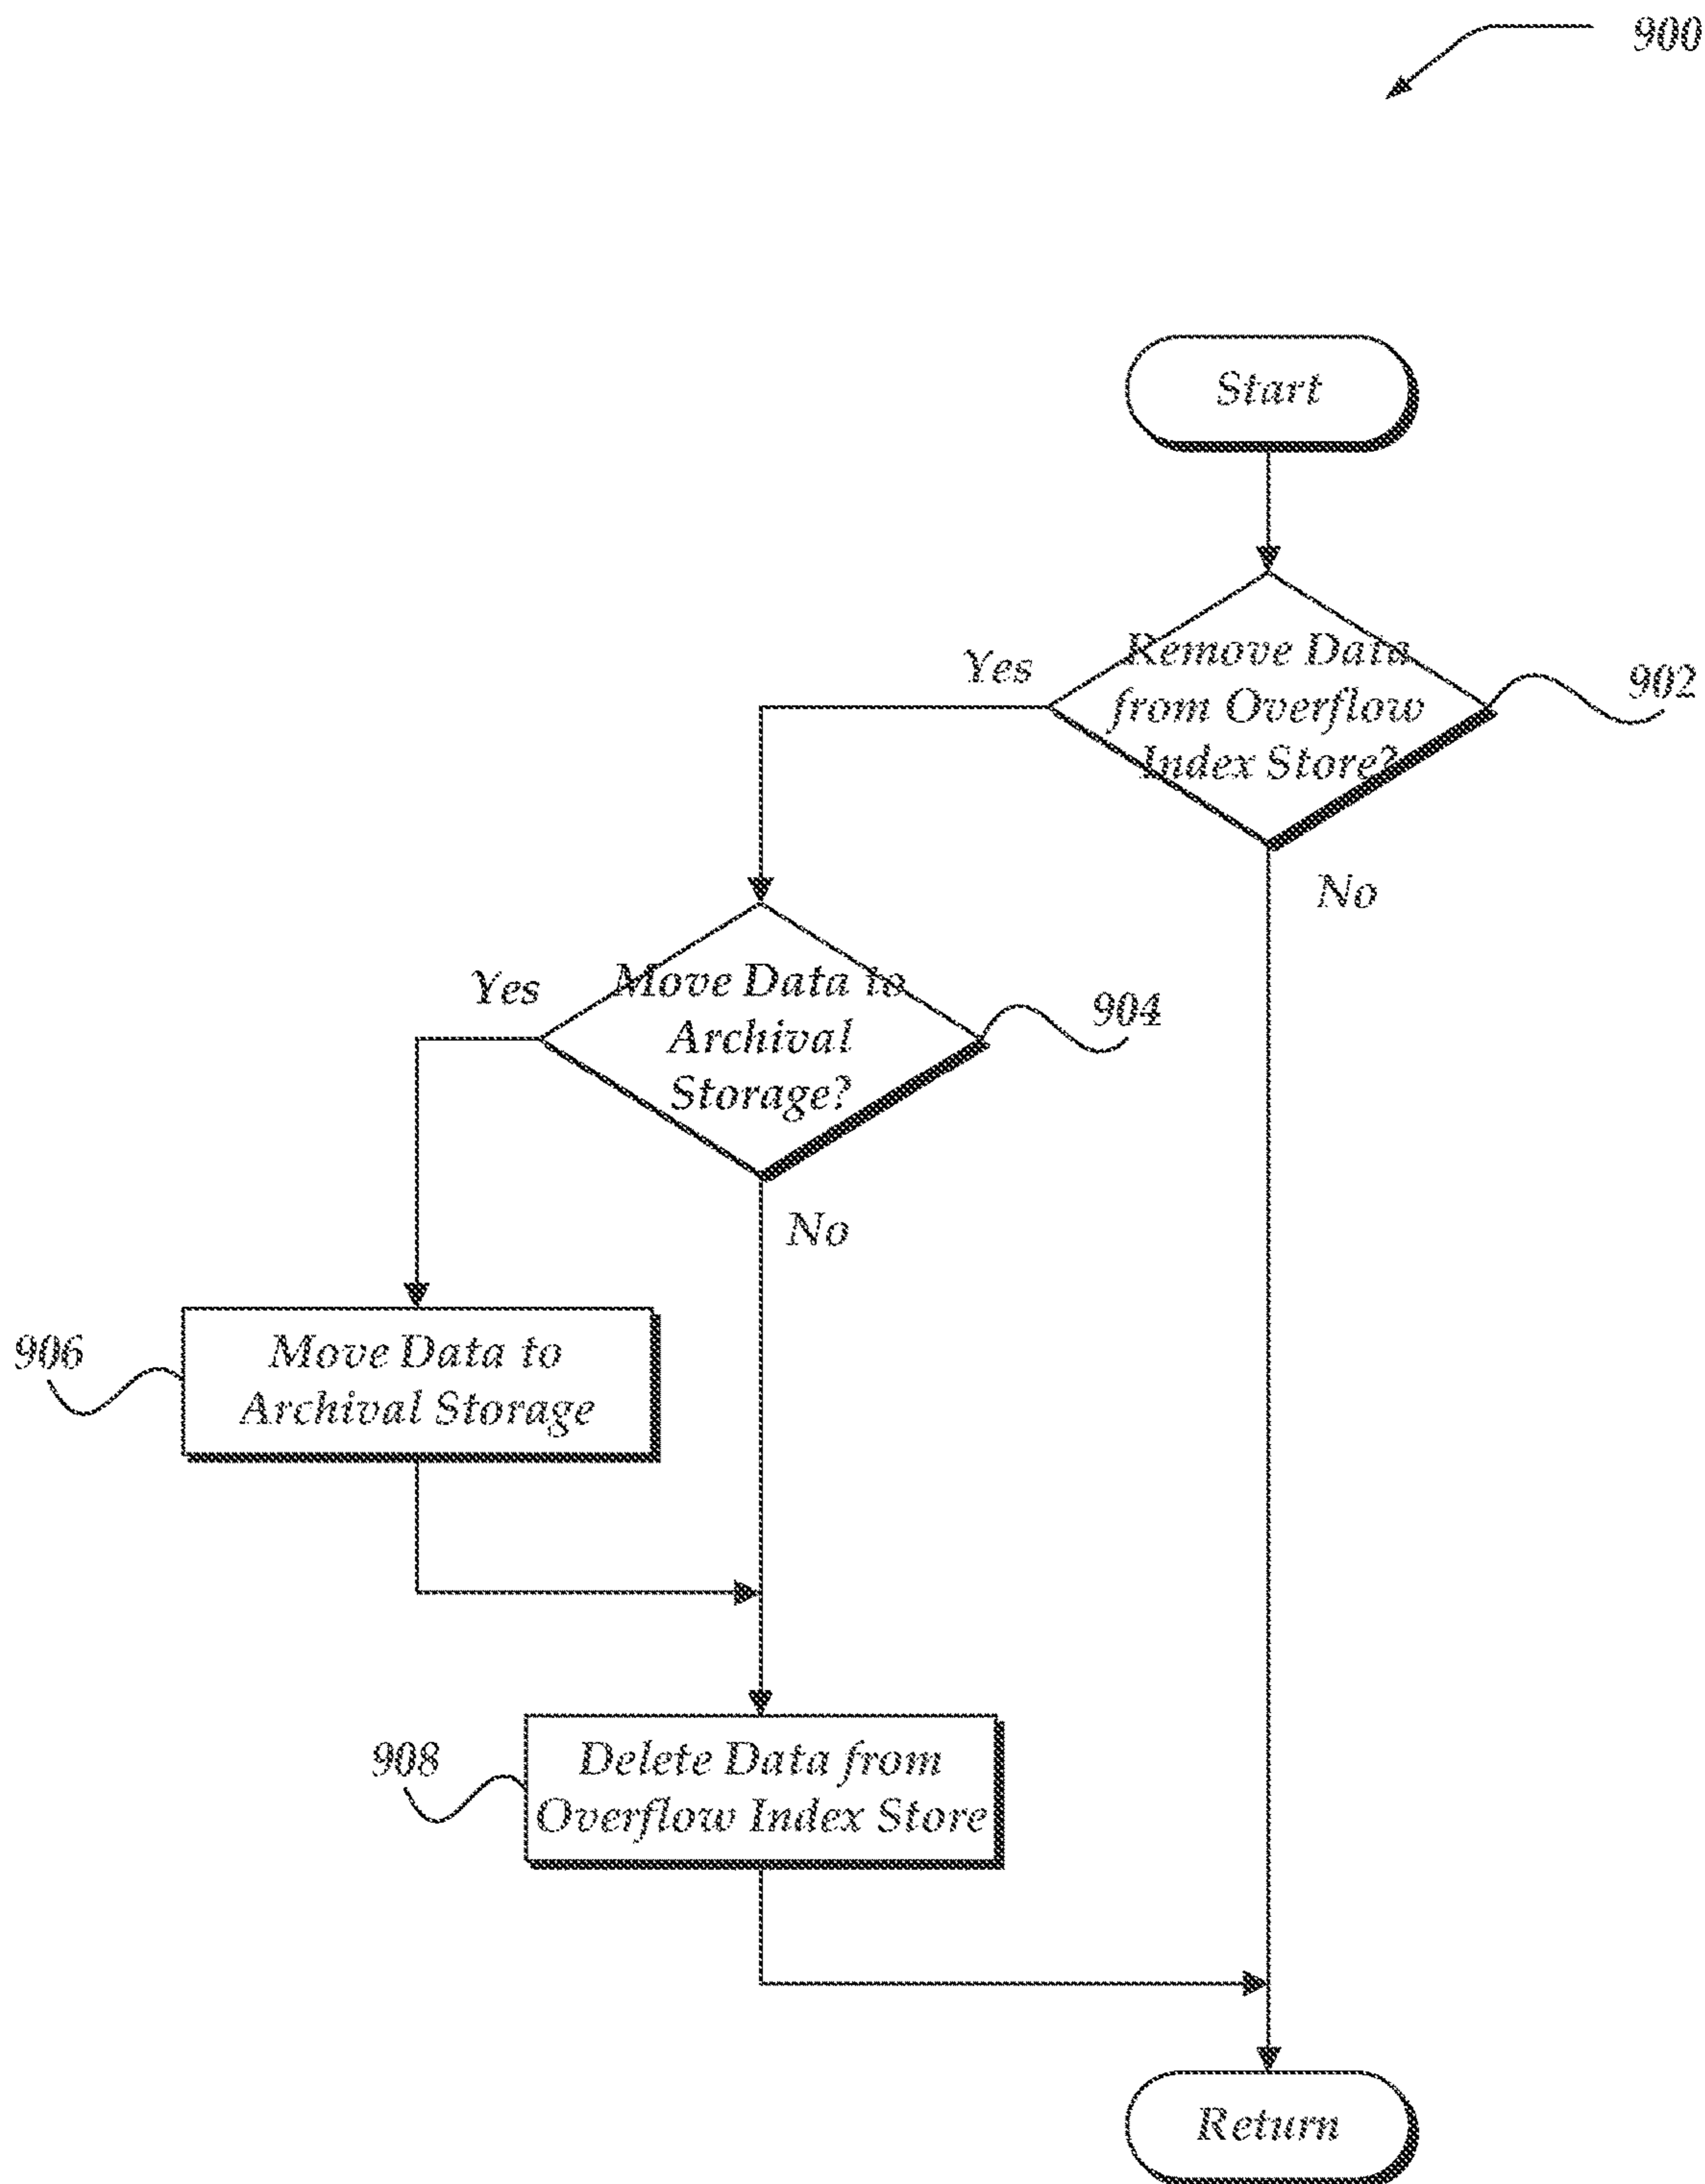 900
Start
Remove Data
from Overflow
Index Store?
Yes
902
No
Move Data to
Archival
Storage?
Yes
904
No
Move Data to
Archival Storage
906
Delete Data from
Overflow Index Store
908
Return